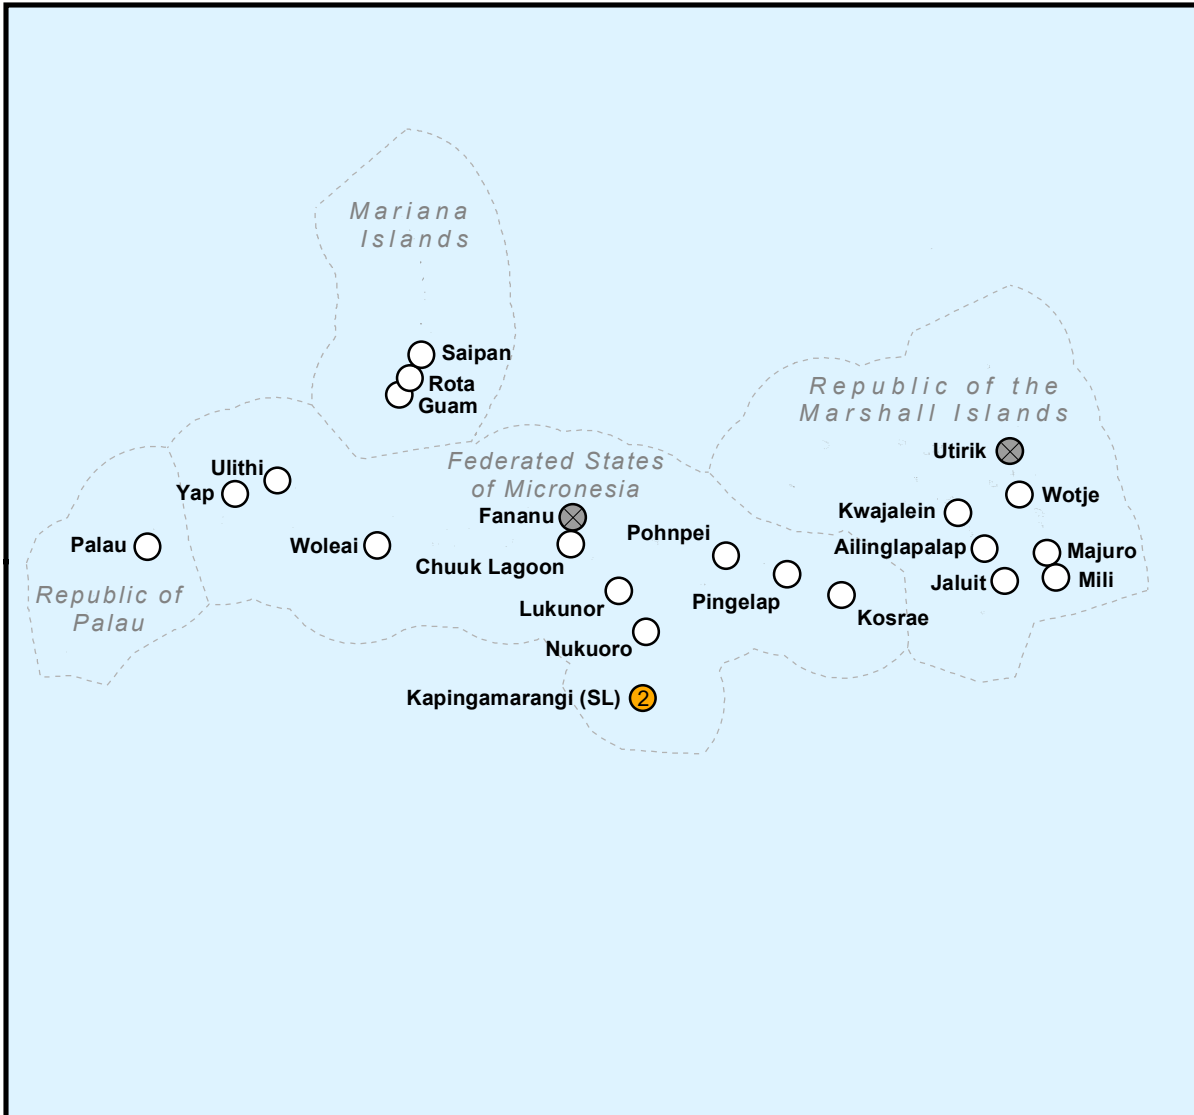 Mariana
Islands
Saipan
Rota
Guam
Republic of the
Marshall Islands
Utirik
Ulithi
Yap
Federated States
of Micronesia
Wotje
Fananu
Kwajalein
Palau
Woleai
Pohnpei
Ailinglapalap
Majuro
Chuuk Lagoon
Republic of
Palau
Jaluit
Mili
Lukunor
Pingelap
Kosrae
Nukuoro
Kapingamarangi (SL) 2